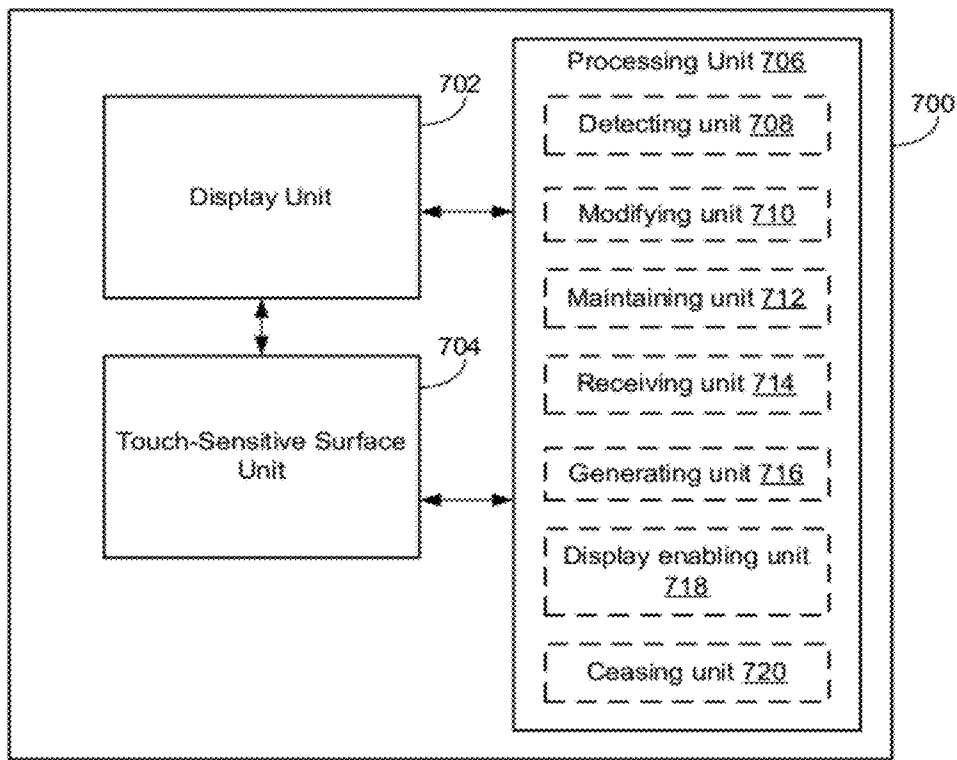 702
Display Unit
704
Touch-Sensitive Surface
Unit
Processing Unit 706
Detecting unit 708
Modifying unit 710
Maintaining unit 712
Receiving unit 714
Generating unit 716
Display enabling unit
718
Ceasing unit 720
700